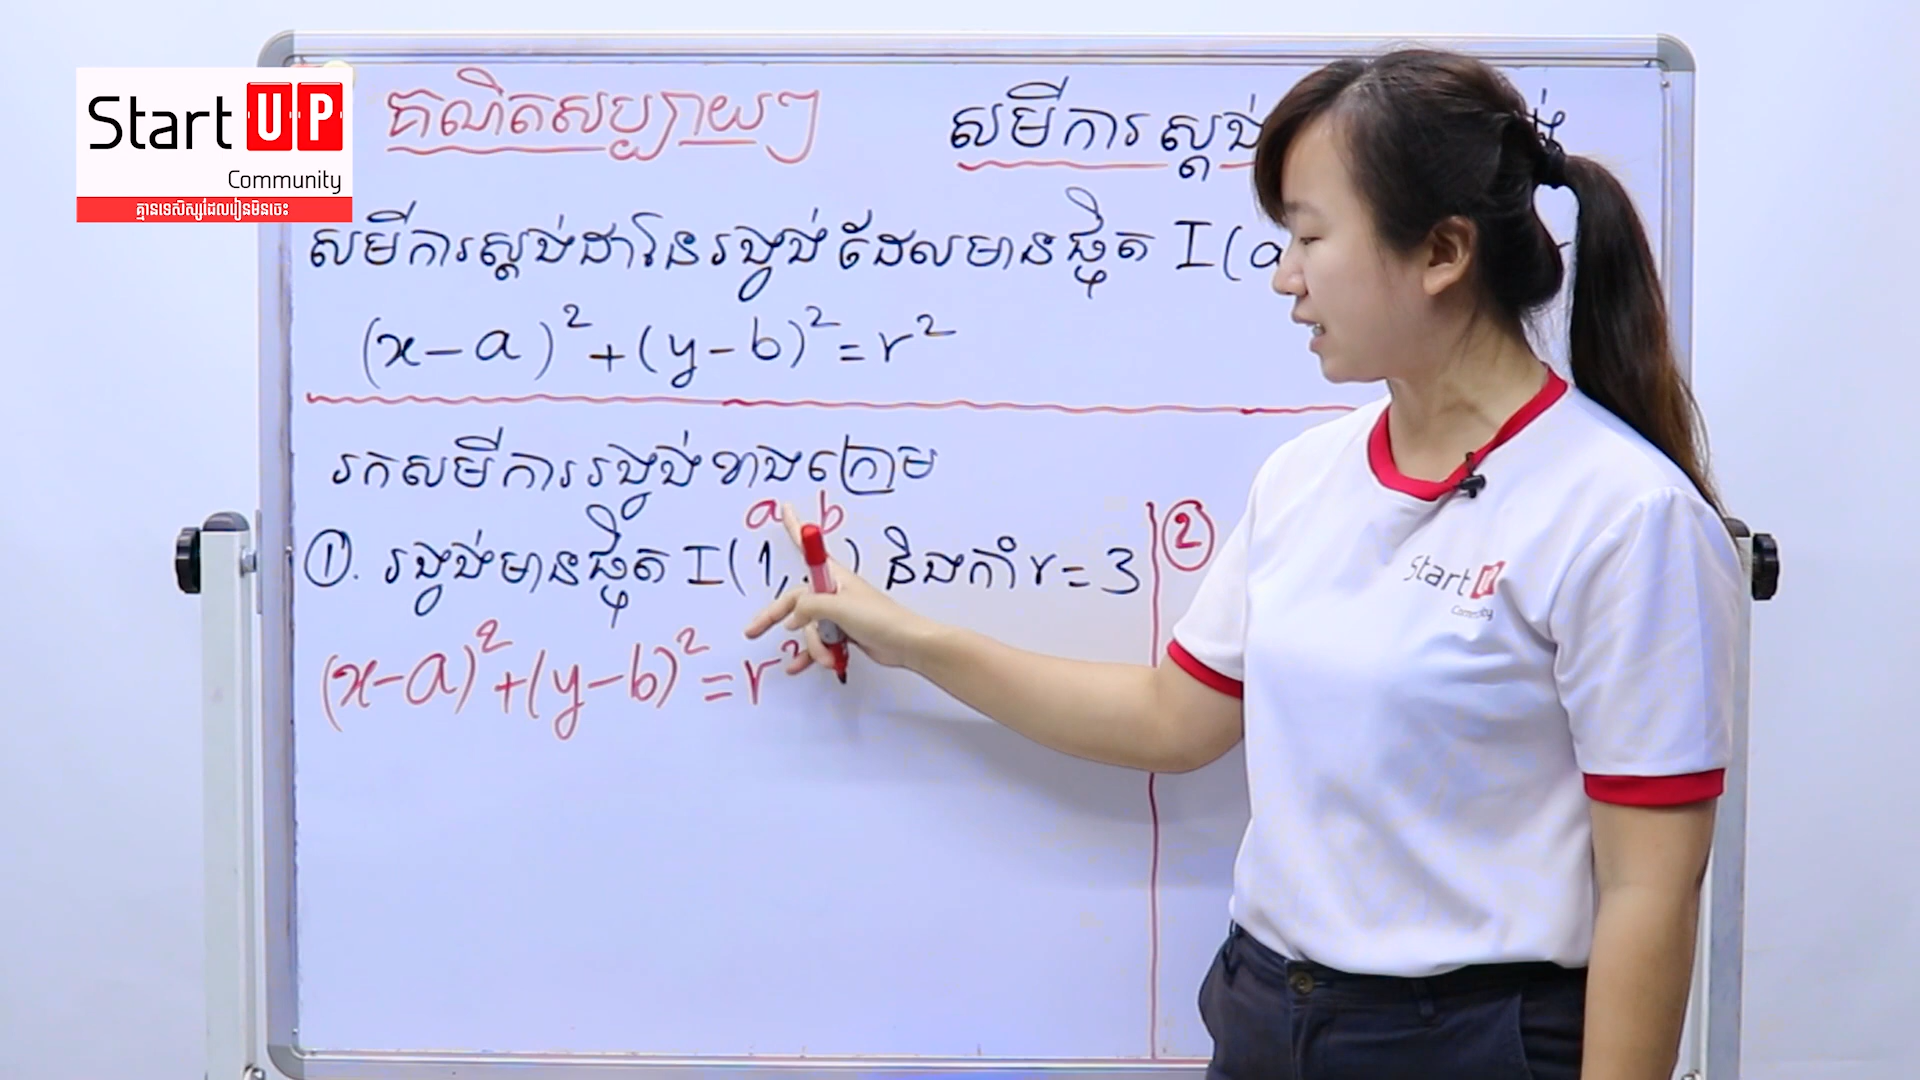 Start UP
Community
គ្មានទេសិស្សដែលរៀនមិនចេះ
គណិតសប្បាយៗ
សមីការស្តង់
សមីការស្តង់ដានៃរង្វង់ដែលមានផ្ចិត I(a
(x-a)²+(y-b)²=r²
រកសមីការរង្វង់ខាងក្រោម
a b
① . រង្វង់មានផ្ចិត I(1, ) និងកាំ r=3
②
(x-a)²+(y-b)²=r²
Start UP
Community